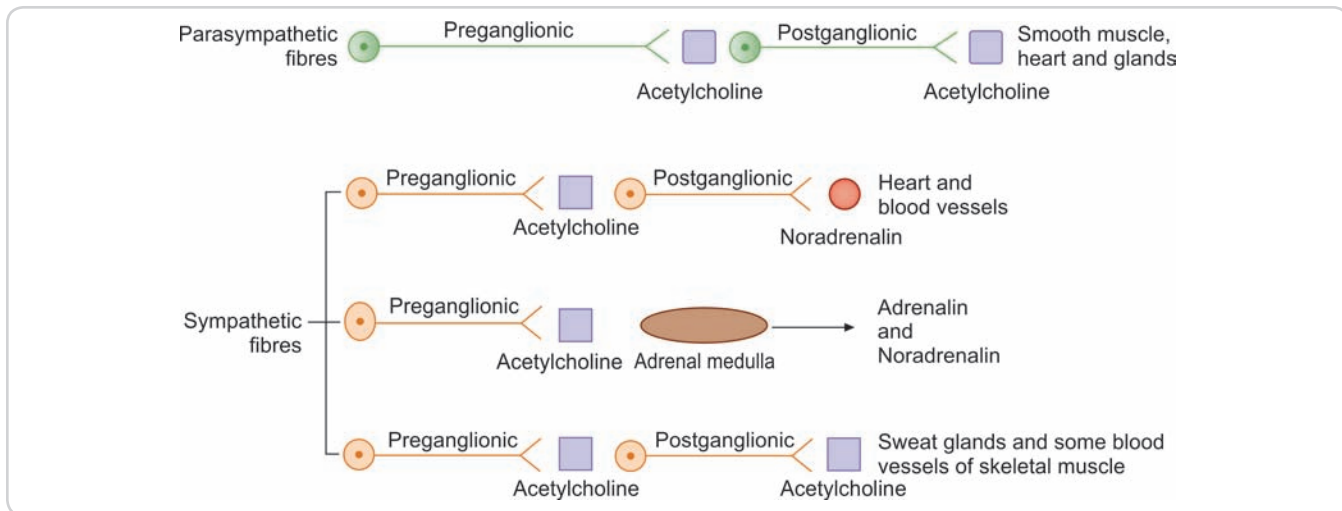 Parasympathetic
fibres
Preganglionic
Postganglionic
Smooth muscle,
heart and glands
Acetylcholine
Acetylcholine
Sympathetic
fibres
Preganglionic
Postganglionic
Heart and
blood vessels
Acetylcholine
Noradrenalin
Preganglionic
Adrenalin
and
Noradrenalin
Acetylcholine
Adrenal medulla
Preganglionic
Postganglionic
Sweat glands and some blood
vessels of skeletal muscle
Acetylcholine
Acetylcholine